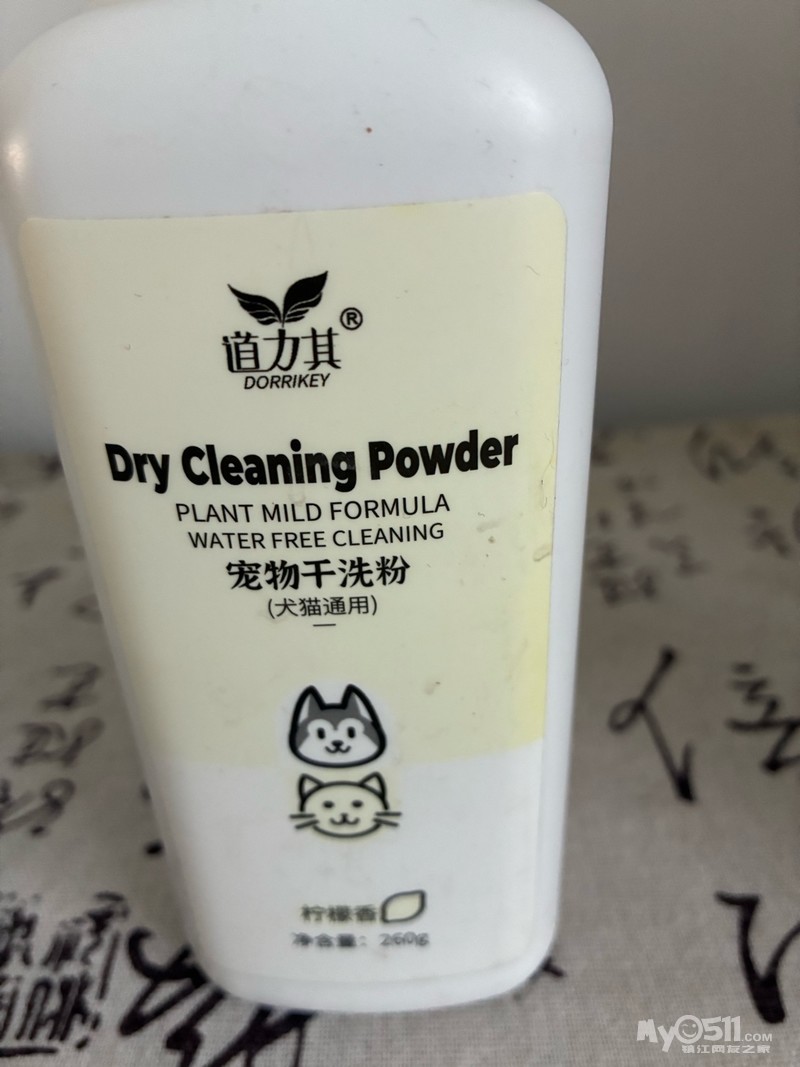 道力其®
DORRIKEY
Dry Cleaning Powder
PLANT MILD FORMULA
WATER FREE CLEANING
宠物干洗粉
(犬猫通用)
柠檬香
净含量：260g
My0511.COM
镇江网友之家